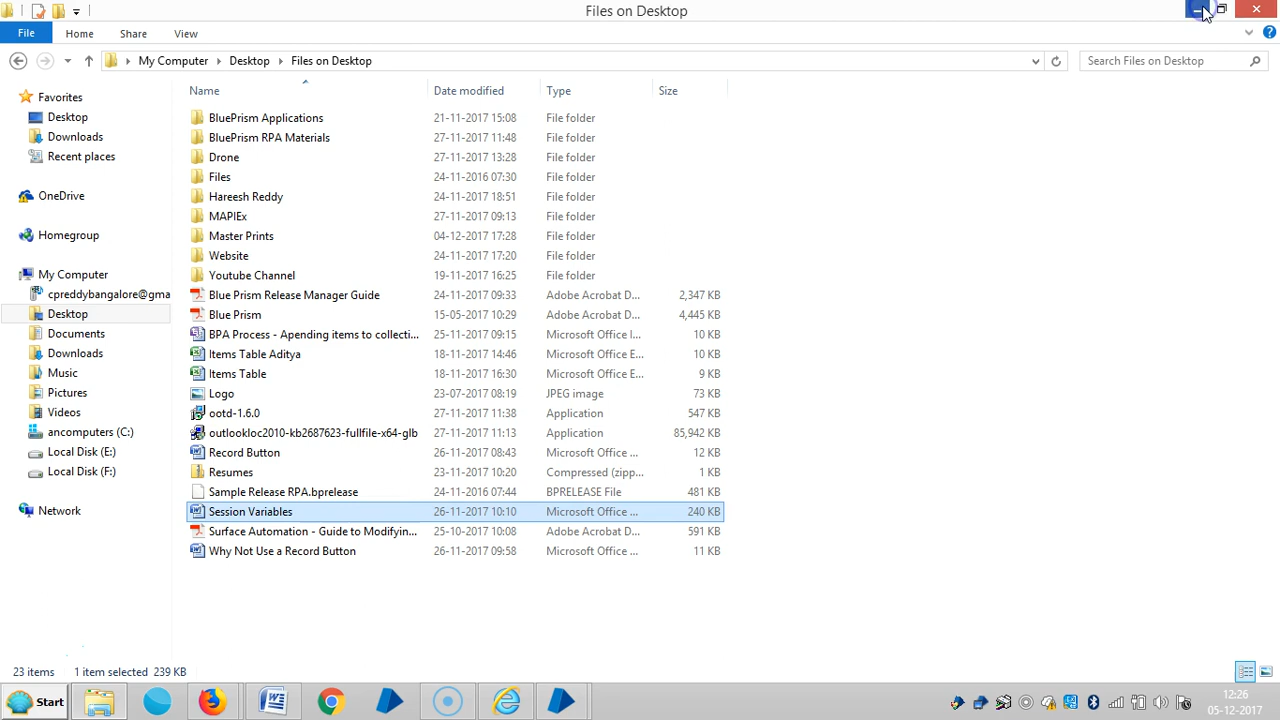 Files on Desktop
File Home Share View
My Computer Desktop Files on Desktop Search Files on Desktop
Name Date modified Type Size
Favorites
Desktop
Downloads
Recent places
OneDrive
Homegroup
My Computer
cpreddybangalore@gma
Desktop
Documents
Downloads
Music
Pictures
Videos
ancomputers (C:)
Local Disk (E:)
Local Disk (F:)
Network
BluePrism Applications 21-11-2017 15:08 File folder
BluePrism RPA Materials 27-11-2017 11:48 File folder
Drone 27-11-2017 13:28 File folder
Files 24-11-2016 07:30 File folder
Hareesh Reddy 24-11-2017 18:51 File folder
MAPIEx 27-11-2017 09:13 File folder
Master Prints 04-12-2017 17:28 File folder
Website 24-11-2017 17:20 File folder
Youtube Channel 19-11-2017 16:25 File folder
Blue Prism Release Manager Guide 24-11-2017 09:33 Adobe Acrobat D... 2,347 KB
Blue Prism 15-05-2017 10:29 Adobe Acrobat D... 4,445 KB
BPA Process - Apending items to collecti... 25-11-2017 09:15 Microsoft Office I... 10 KB
Items Table Aditya 18-11-2017 14:46 Microsoft Office E... 10 KB
Items Table 18-11-2017 16:30 Microsoft Office E... 9 KB
Logo 23-07-2017 08:19 JPEG image 73 KB
ootd-1.6.0 27-11-2017 11:38 Application 547 KB
outlookloc2010-kb2687623-fullfile-x64-glb 27-11-2017 11:13 Application 85,942 KB
Record Button 26-11-2017 08:43 Microsoft Office ... 12 KB
Resumes 23-11-2017 10:20 Compressed (zipp... 1 KB
Sample Release RPA.bprelease 24-11-2016 07:44 BPRELEASE File 481 KB
Session Variables 26-11-2017 10:10 Microsoft Office ... 240 KB
Surface Automation - Guide to Modifyin... 25-10-2017 10:08 Adobe Acrobat D... 591 KB
Why Not Use a Record Button 26-11-2017 09:58 Microsoft Office ... 11 KB
23 items 1 item selected 239 KB
Start
12:26
05-12-2017